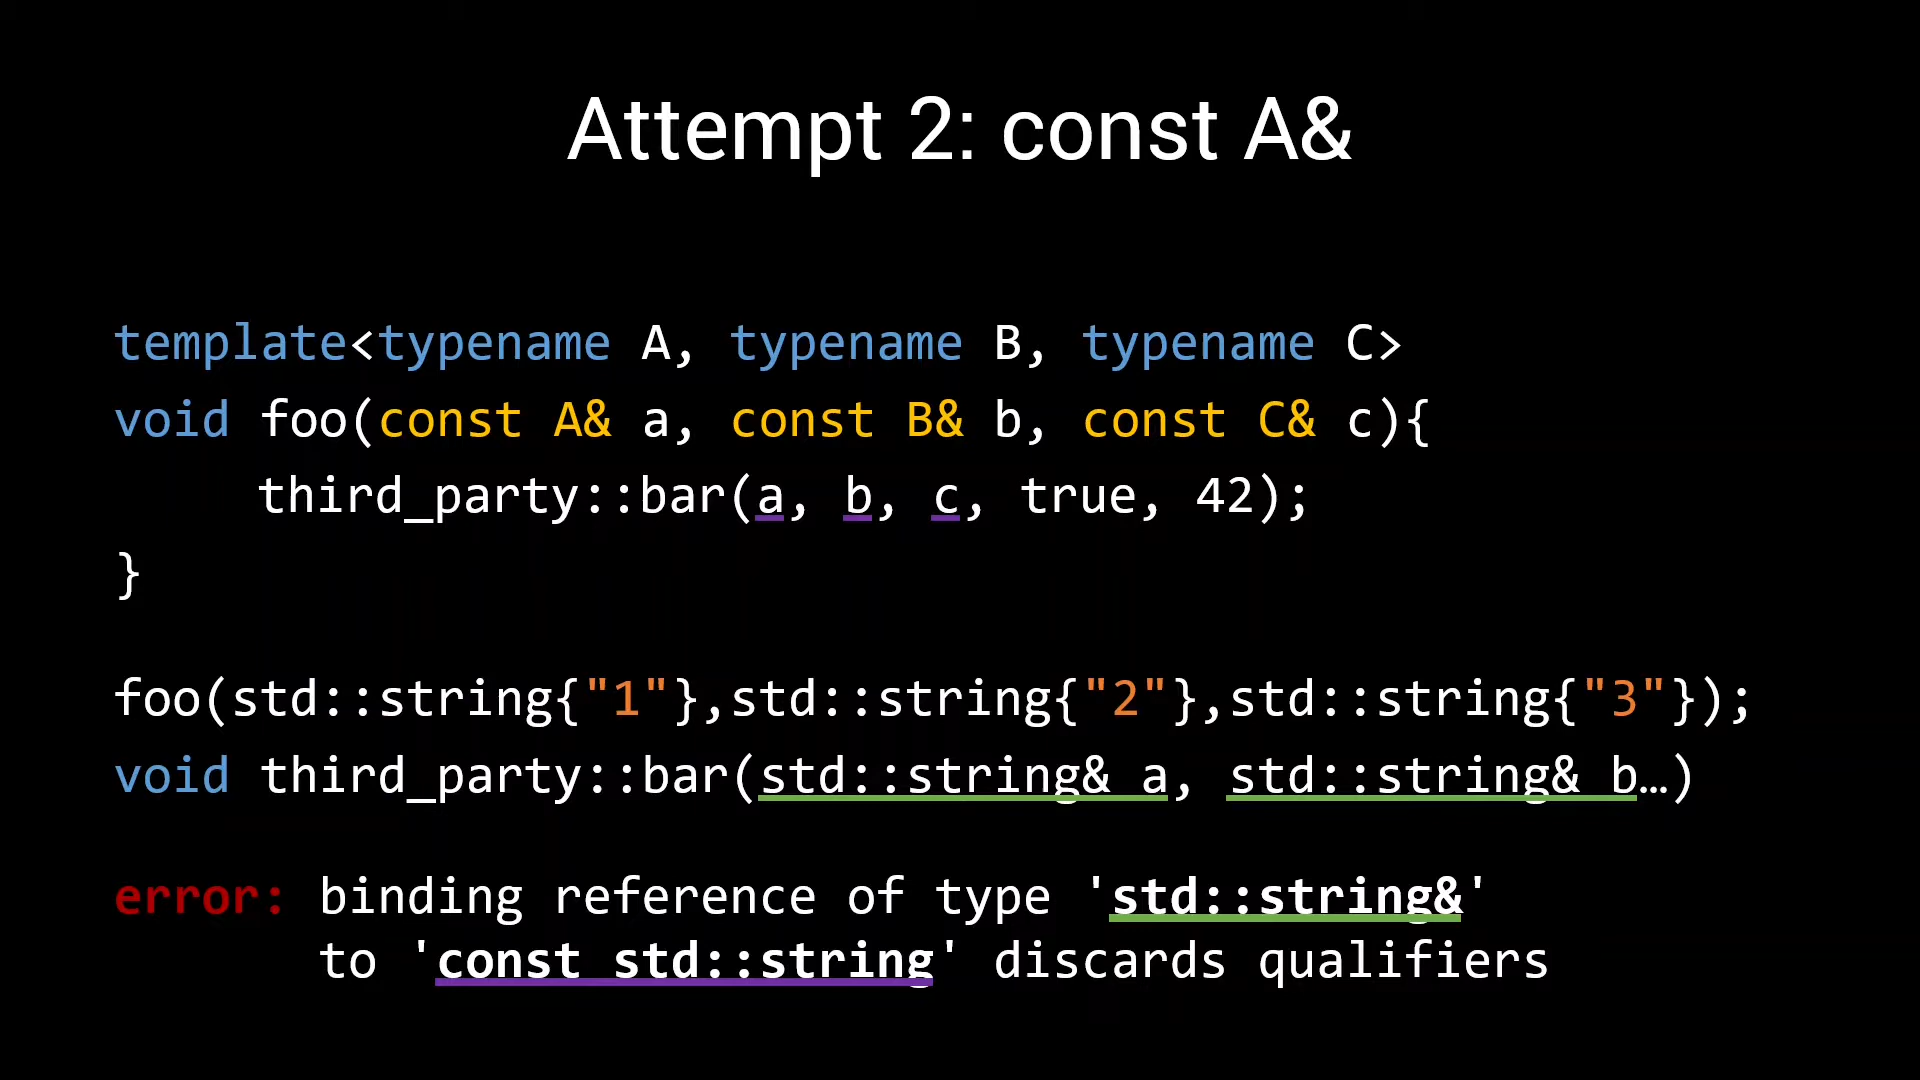 Attempt 2: const A&
template<typename A, typename B, typename C>
void foo(const A& a, const B& b, const C& c){
third_party::bar(a, b, c, true, 42);
}
foo(std::string{"1"},std::string{"2"},std::string{"3"});
void third_party::bar(std::string& a, std::string& b…)
error: binding reference of type 'std::string&'
to 'const std::string' discards qualifiers